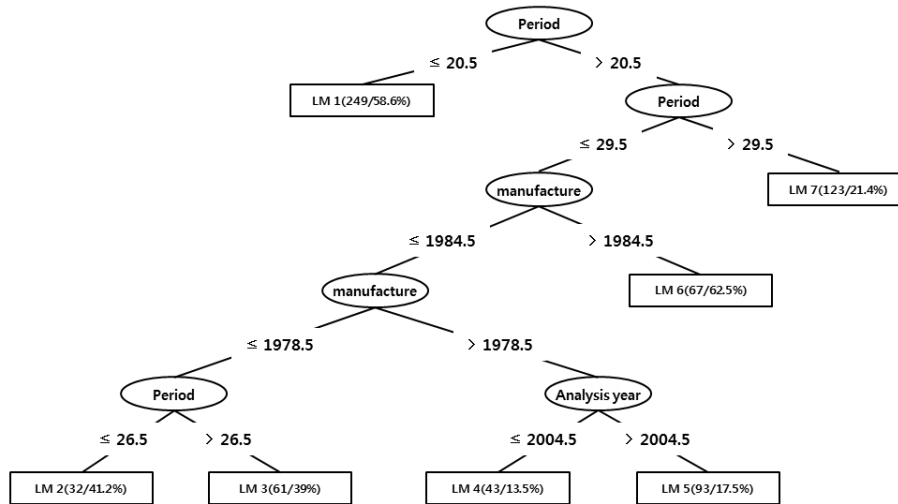 Period
≤ 20.5
> 20.5
LM 1(249/58.6%)
Period
≤ 29.5
> 29.5
manufacture
LM 7(123/21.4%)
≤ 1984.5
> 1984.5
manufacture
LM 6(67/62.5%)
≤ 1978.5
> 1978.5
Period
Analysis year
≤ 26.5
> 26.5
≤ 2004.5
> 2004.5
LM 2(32/41.2%)
LM 3(61/39%)
LM 4(43/13.5%)
LM 5(93/17.5%)